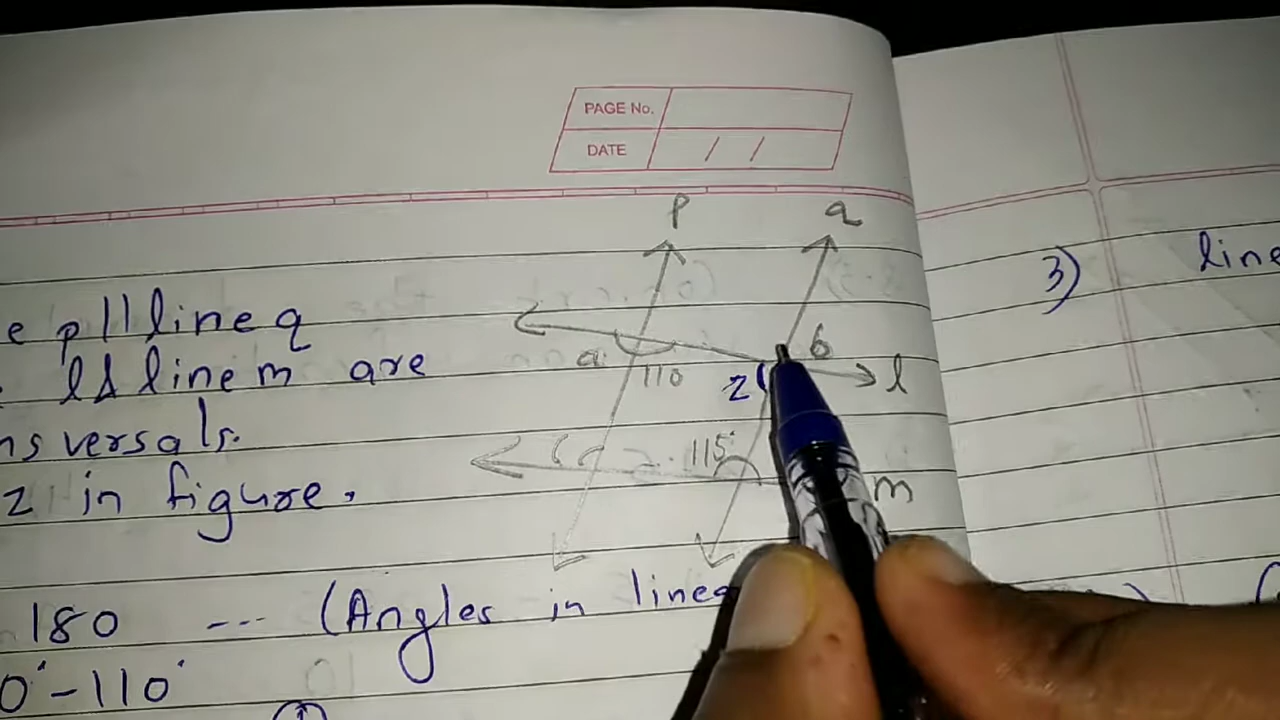 PAGE No.
DATE / /
p
q
3) line
e p || line q
l & line m are
ns versals.
z in figure.
a
110
6
z
l
115°
m
180 --- (Angles in linea
0° - 110°